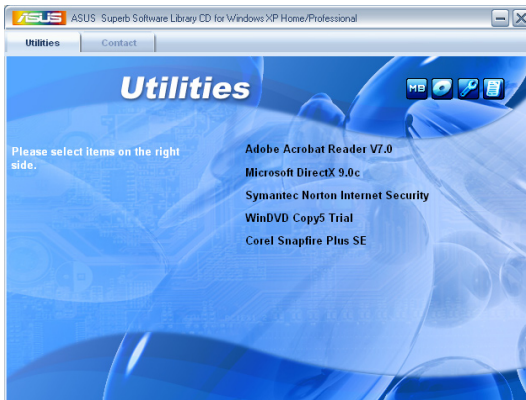 ASUS ASUS Superb Software Library CD for Windows XP Home/Professional
Utilities Contact
Utilities
MB
Please select items on the right
side.
Adobe Acrobat Reader V7.0
Microsoft DirectX 9.0c
Symantec Norton Internet Security
WinDVD Copy5 Trial
Corel Snapfire Plus SE